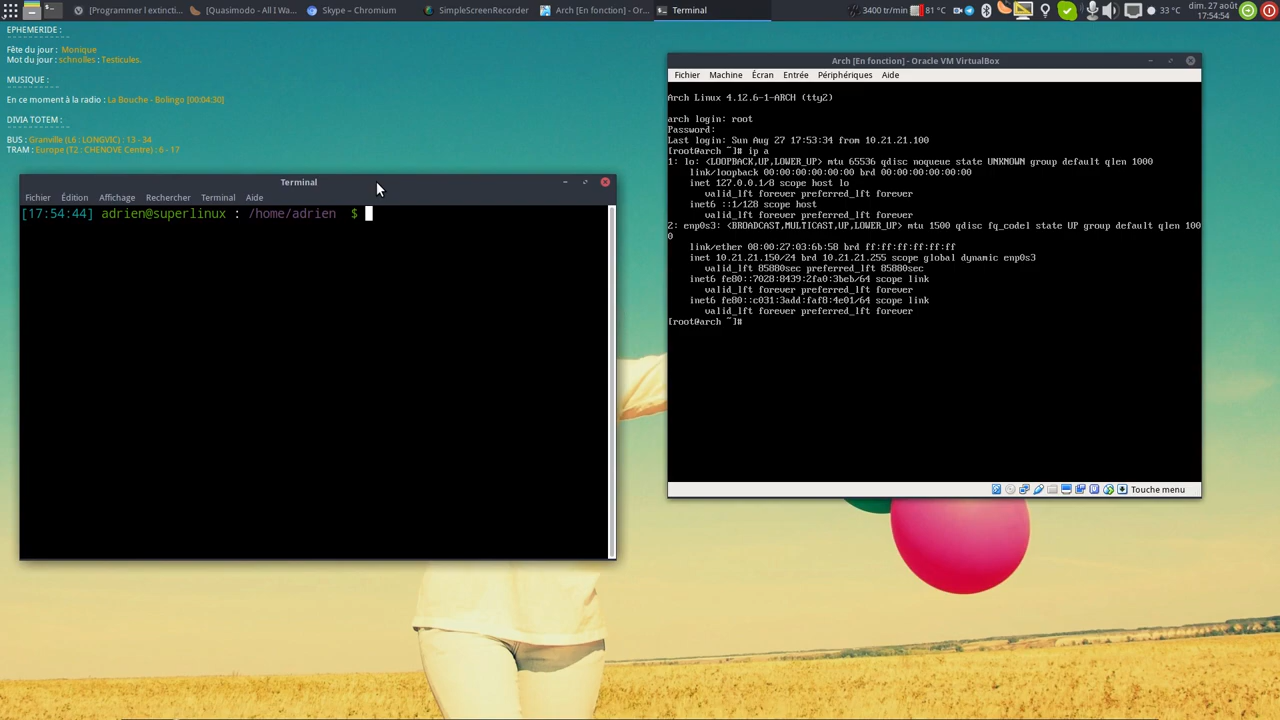 [Programmer l extincti...
[Quasimodo - All I Wa...
Skype – Chromium
SimpleScreenRecorder
Arch [En fonction] - Or...
Terminal
3400 tr/min
81 °C
33 °C
dim. 27 août
17:54:54
EPHEMERIDE :
Fête du jour : Monique
Mot du jour : schnolles : Testicules.
MUSIQUE :
En ce moment à la radio : La Bouche - Bolingo [00:04:30]
DIVIA TOTEM :
BUS : Granville (L6 : LONGVIC) : 13 - 34
TRAM : Europe (T2 : CHENOVE Centre) : 6 - 17
Terminal
Fichier Édition Affichage Rechercher Terminal Aide
[17:54:44] adrien@superlinux : /home/adrien $
Arch [En fonction] - Oracle VM VirtualBox
Fichier Machine Écran Entrée Périphériques Aide
Arch Linux 4.12.6-1-ARCH (tty2)
arch login: root
Password:
Last login: Sun Aug 27 17:53:34 from 10.21.21.100
[root@arch ~]# ip a
1: lo: <LOOPBACK,UP,LOWER_UP> mtu 65536 qdisc noqueue state UNKNOWN group default qlen 1000
link/loopback 00:00:00:00:00:00 brd 00:00:00:00:00:00
inet 127.0.0.1/8 scope host lo
valid_lft forever preferred_lft forever
inet6 ::1/128 scope host
valid_lft forever preferred_lft forever
2: enp0s3: <BROADCAST,MULTICAST,UP,LOWER_UP> mtu 1500 qdisc fq_codel state UP group default qlen 100
0
link/ether 08:00:27:03:6b:58 brd ff:ff:ff:ff:ff:ff
inet 10.21.21.150/24 brd 10.21.21.255 scope global dynamic enp0s3
valid_lft 85880sec preferred_lft 85880sec
inet6 fe80::7028:8439:2fa0:3beb/64 scope link
valid_lft forever preferred_lft forever
inet6 fe80::c031:3add:faf8:4e01/64 scope link
valid_lft forever preferred_lft forever
[root@arch ~]#
Touche menu